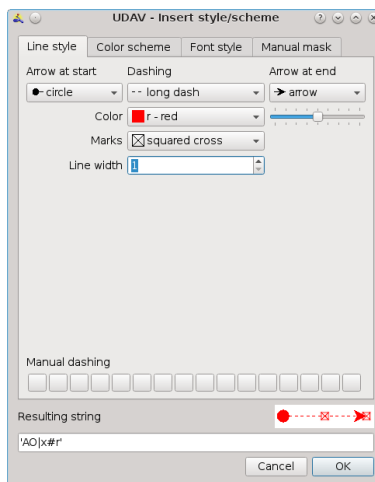 UDAV - Insert style/scheme
Line style Color scheme Font style Manual mask
Arrow at start Dashing Arrow at end
circle -- long dash arrow
Color r - red
Marks squared cross
Line width 1
Manual dashing
Resulting string
'AO|x#r'
Cancel OK